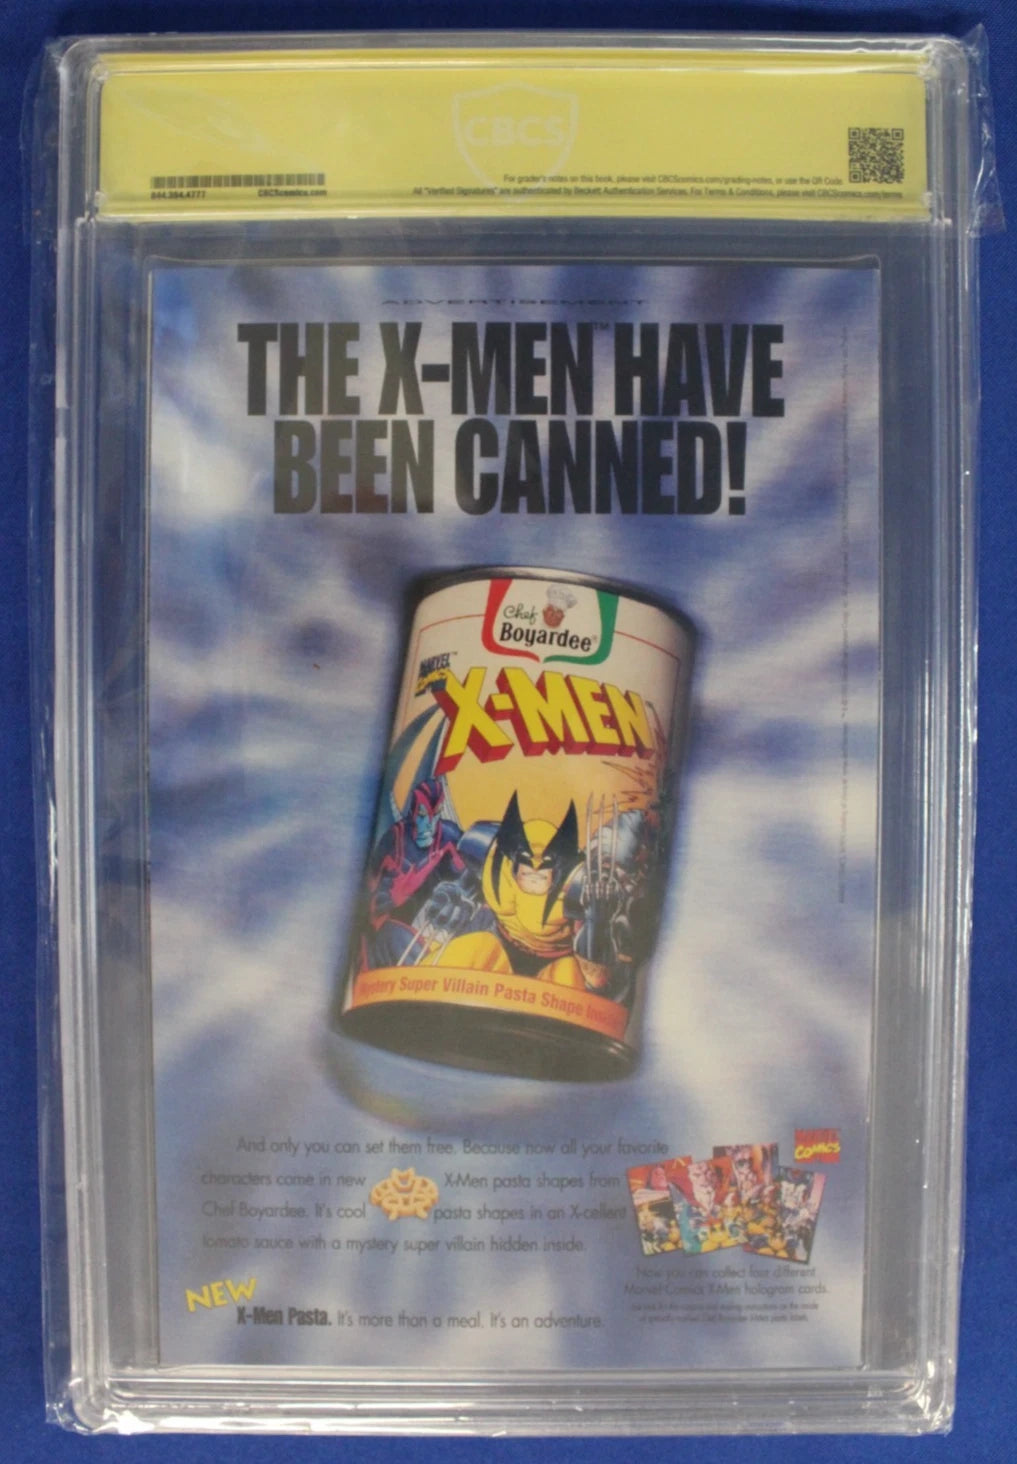 CBCS
844.394.4777
CBCScomics.com
For grader's notes on this book, please visit CBCScomics.com/grading-notes, or use the QR Code.
All "Verified Signatures" are authenticated by Beckett Authentication Services. For Terms & Conditions, please visit CBCScomics.com/terms
ADVERTISEMENT
THE X-MEN™ HAVE
BEEN CANNED!
Chef
Boyardee®
MARVEL™
COMICS
X-MEN
Mystery Super Villain Pasta Shape
And only you can set them free. Because now all your favorite
characters come in new X-Men pasta shapes from
Chef Boyardee. It's cool pasta shapes in an X-cellent
tomato sauce with a mystery super villain hidden inside.
NEW
X-Men Pasta. It's more than a meal. It's an adventure.
MARVEL
COMICS
Now you can collect four different
Marvel Comics X-Men hologram cards.